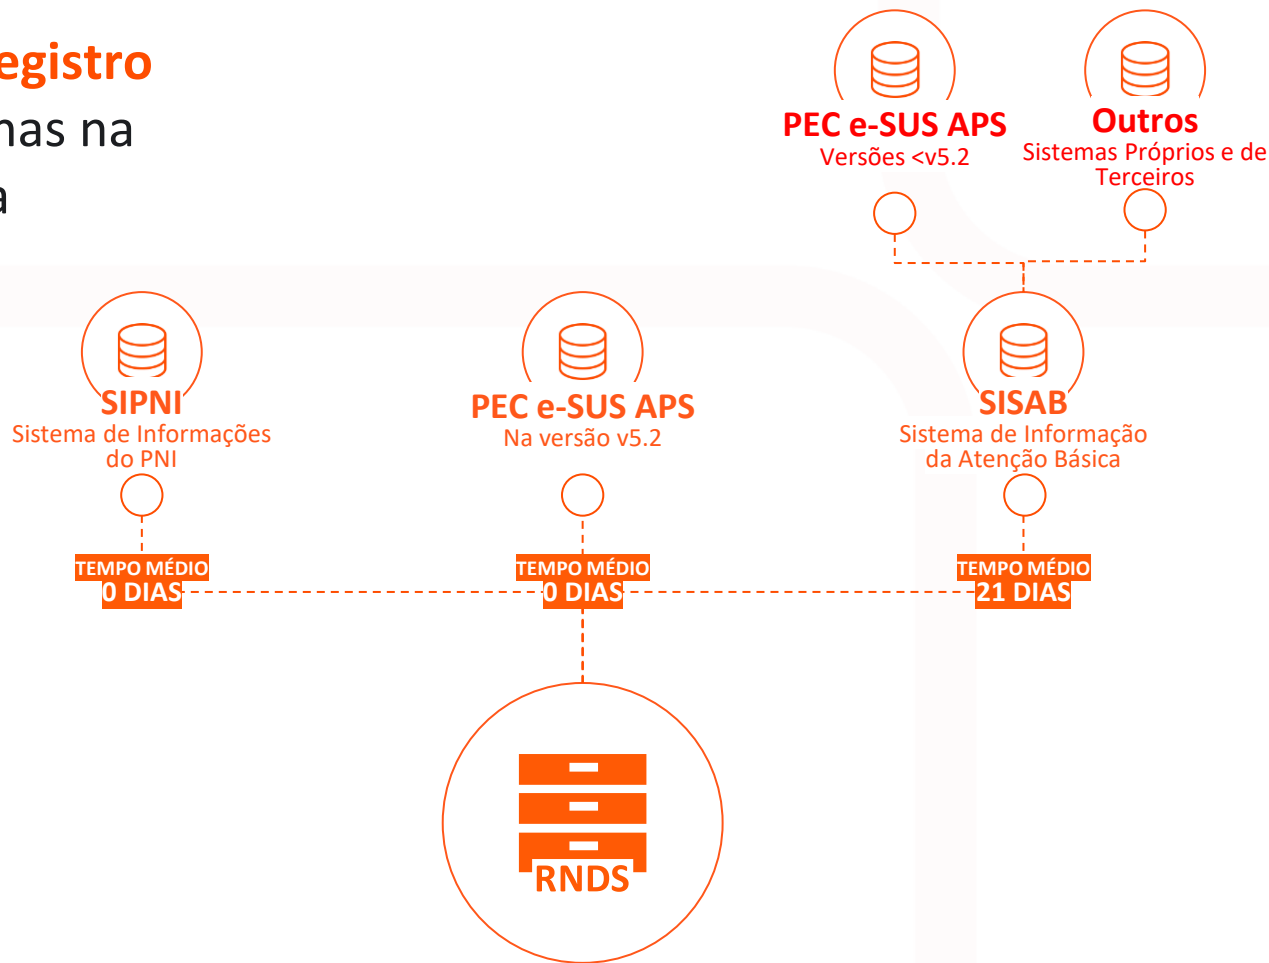 egistro
nas na
a
PEC e-SUS APS
Versões <v5.2
Outros
Sistemas Próprios e de
Terceiros
SIPNI
Sistema de Informações
do PNI
PEC e-SUS APS
Na versão v5.2
SISAB
Sistema de Informação
da Atenção Básica
TEMPO MÉDIO
0 DIAS
TEMPO MÉDIO
0 DIAS
TEMPO MÉDIO
21 DIAS
RNDS